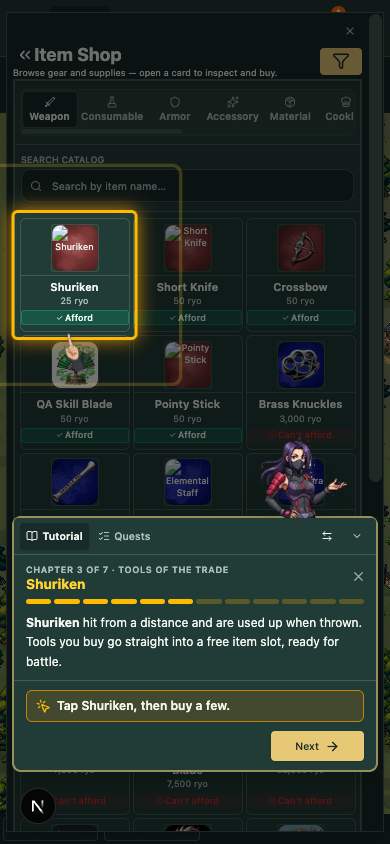 Item Shop
Browse gear and supplies — open a card to inspect and buy.
Weapon Consumable Armor Accessory Material Cooki
SEARCH CATALOG
Search by item name...
Shuriken Short Knife
Shuriken Short Knife Crossbow
25 ryo 50 ryo 50 ryo
Afford Afford Afford
Pointy Stick
QA Skill Blade Pointy Stick Brass Knuckles
50 ryo 50 ryo 3,000 ryo
Afford Afford Can't afford
Elemental Staff
Tutorial Quests
CHAPTER 3 OF 7 · TOOLS OF THE TRADE
Shuriken
Shuriken hit from a distance and are used up when thrown.
Tools you buy go straight into a free item slot, ready for
battle.
Tap Shuriken, then buy a few.
Next
7,500 ryo
Can't afford Can't afford Can't afford
N